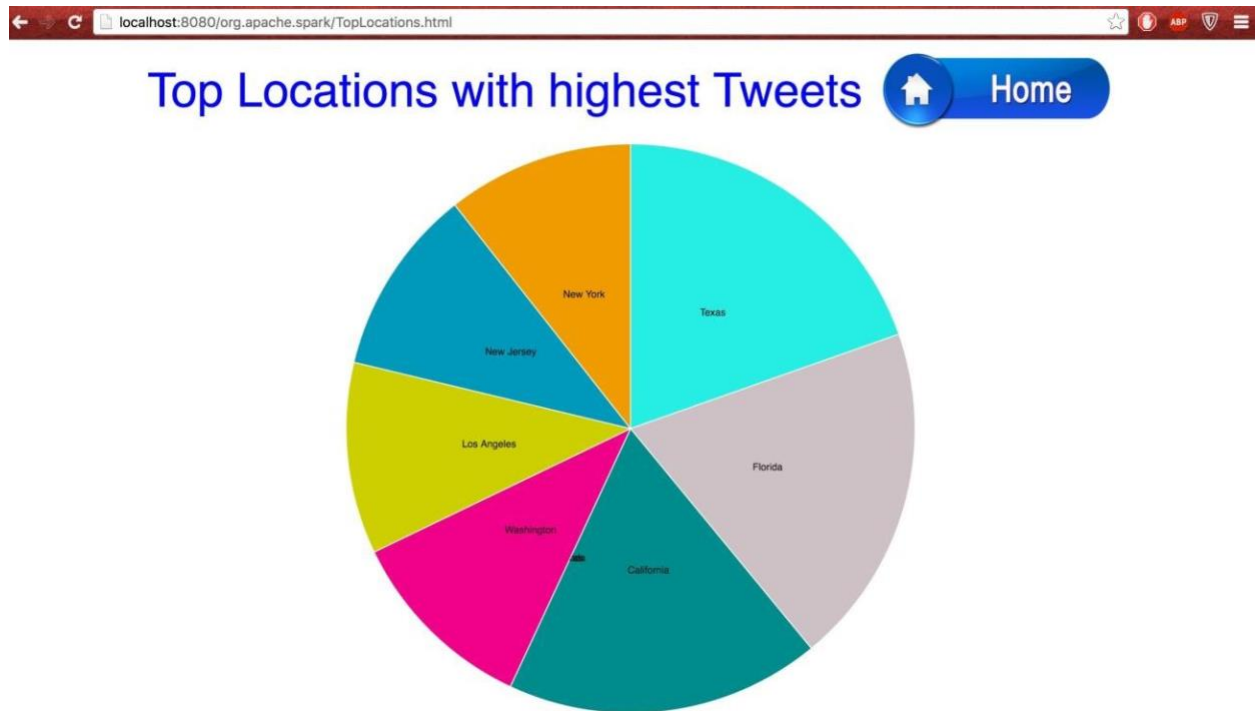 localhost:8080/org.apache.spark/TopLocations.html
ABP
Top Locations with highest Tweets
Home
New York
Texas
New Jersey
Los Angeles
Florida
Washington
California